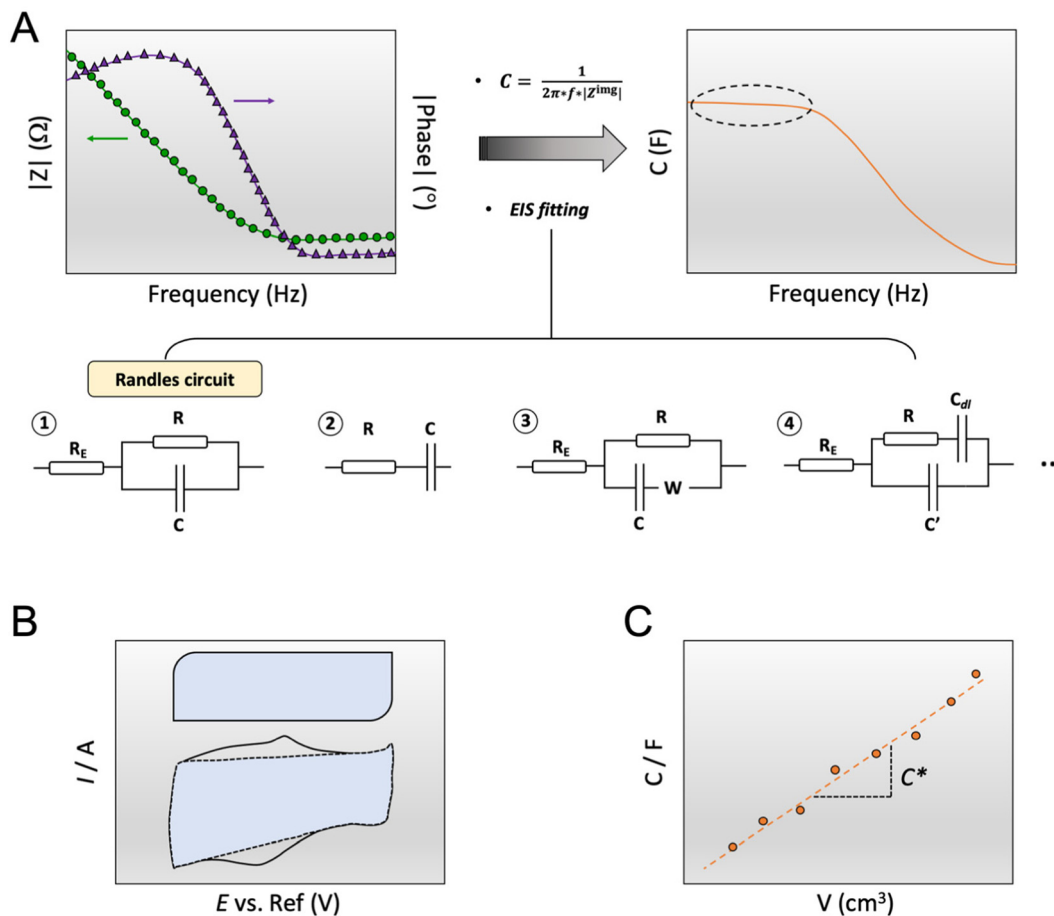 A
|Z| (Ω)
Frequency (Hz)
|Phase| (°)
• C = 1 / 2π*f*|Z^img|
• EIS fitting
C (F)
Frequency (Hz)
Randles circuit
1
R_E
R
C
2
R
C
3
R_E
R
C
W
4
R_E
R
C_dl
C’
..
B
I / A
E vs. Ref (V)
C
C / F
C*
V (cm³)